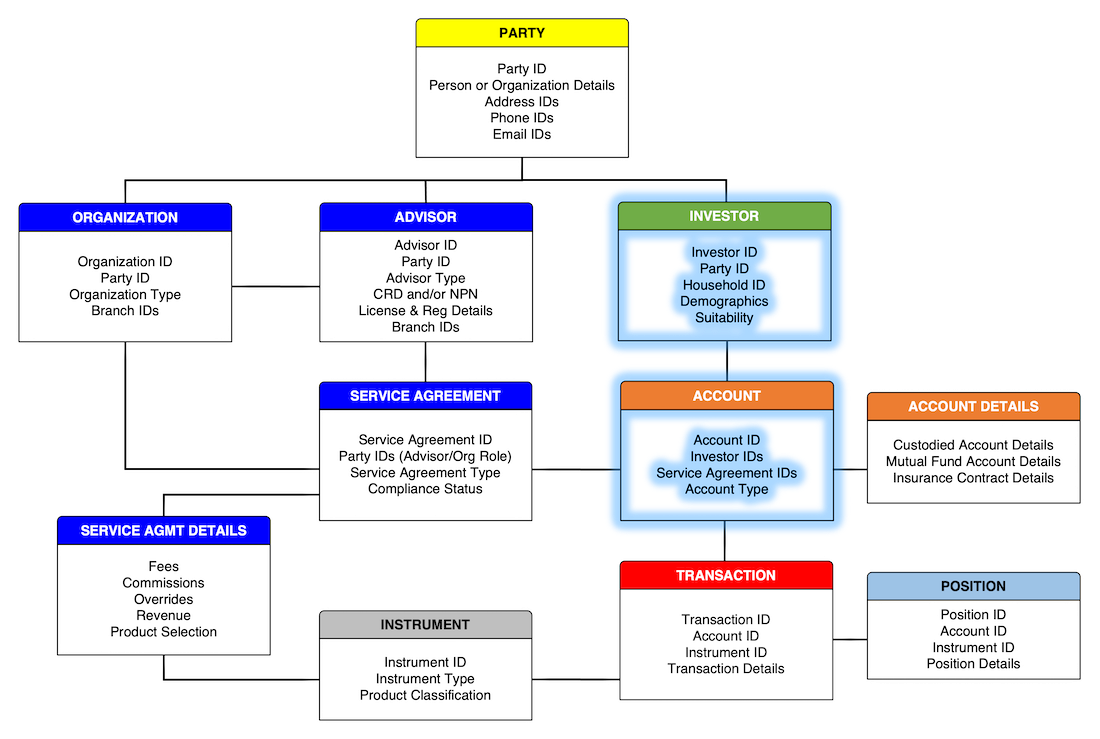 PARTY
Party ID
Person or Organization Details
Address IDs
Phone IDs
Email IDs
ORGANIZATION
Organization ID
Party ID
Organization Type
Branch IDs
ADVISOR
Advisor ID
Party ID
Advisor Type
CRD and/or NPN
License & Reg Details
Branch IDs
INVESTOR
Investor ID
Party ID
Household ID
Demographics
Suitability
SERVICE AGREEMENT
Service Agreement ID
Party IDs (Advisor/Org Role)
Service Agreement Type
Compliance Status
ACCOUNT
Account ID
Investor IDs
Service Agreement IDs
Account Type
ACCOUNT DETAILS
Custodied Account Details
Mutual Fund Account Details
Insurance Contract Details
SERVICE AGMT DETAILS
Fees
Commissions
Overrides
Revenue
Product Selection
INSTRUMENT
Instrument ID
Instrument Type
Product Classification
TRANSACTION
Transaction ID
Account ID
Instrument ID
Transaction Details
POSITION
Position ID
Account ID
Instrument ID
Position Details